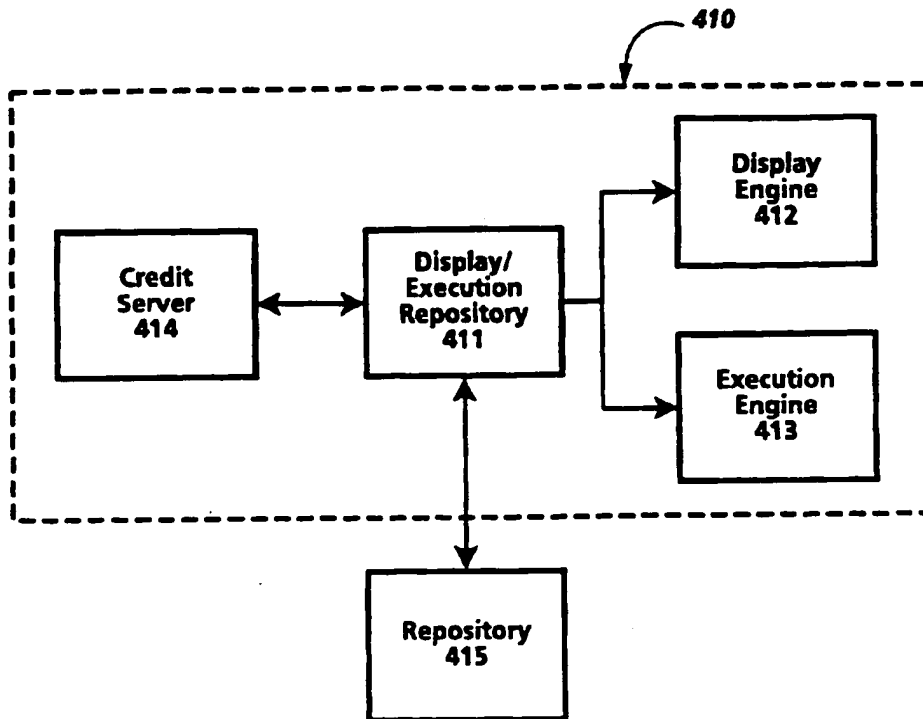 410
Display
Engine
412
Credit
Server
414
Display/
Execution
Repository
411
Execution
Engine
413
Repository
415